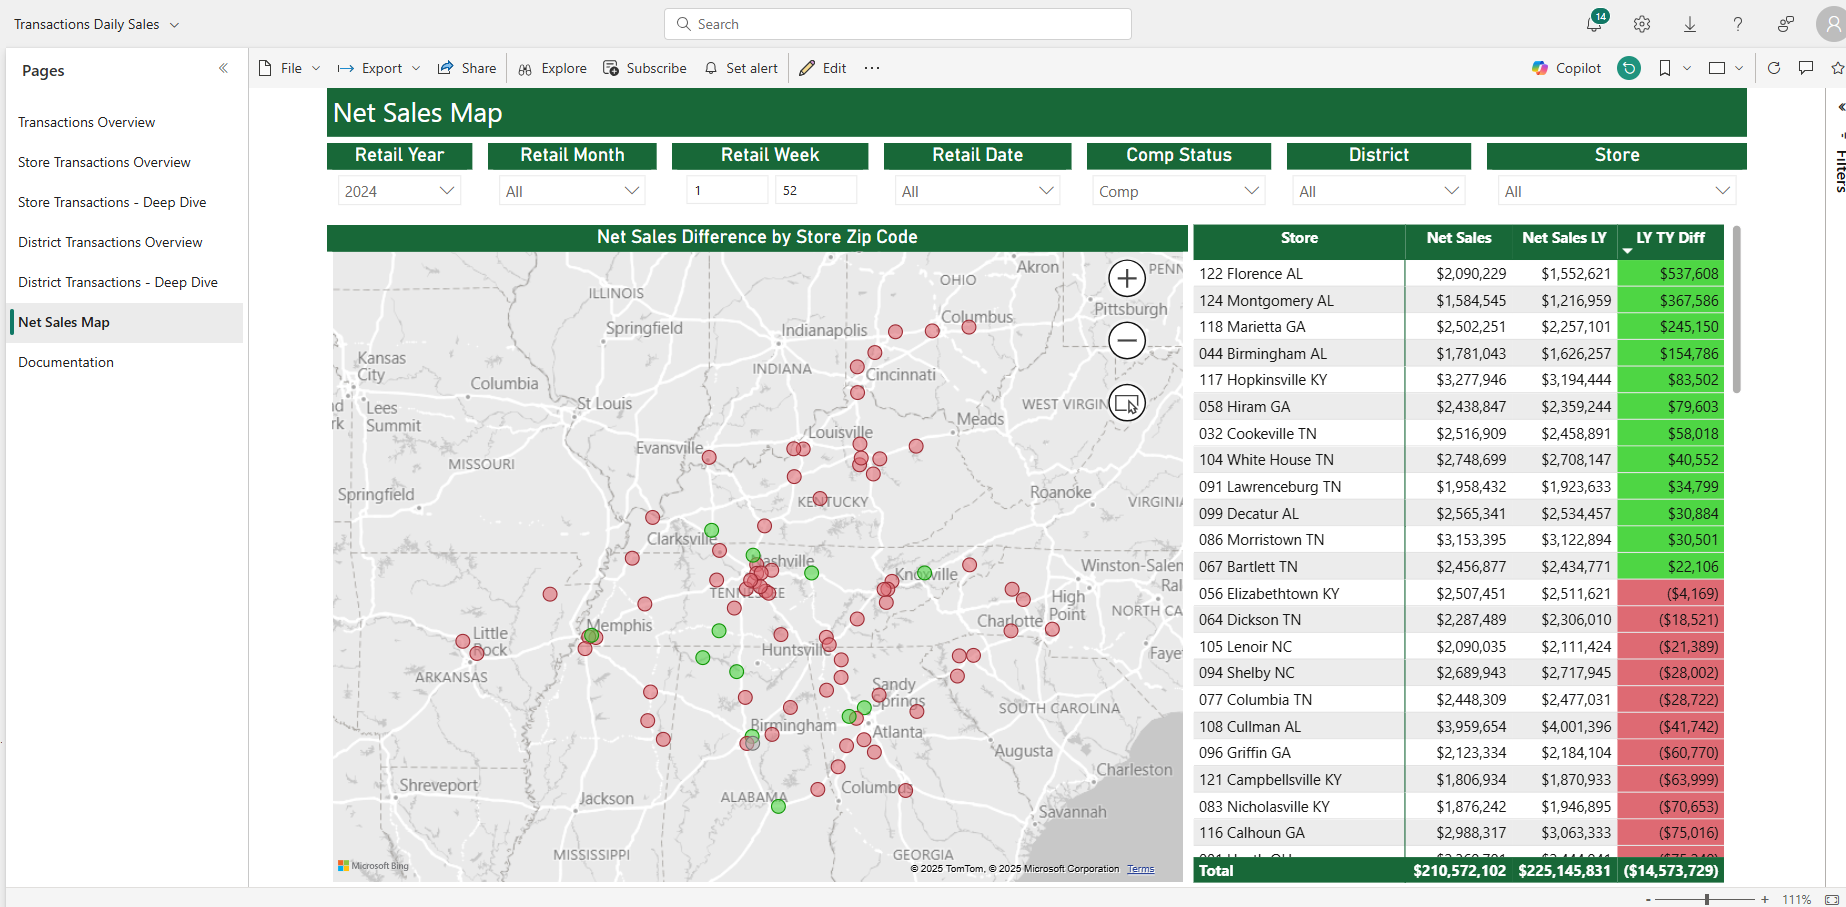 Transactions Daily Sales
Search
14
Pages
File
Export
Share
Explore
Subscribe
Set alert
Edit
Copilot
Filters
Transactions Overview
Store Transactions Overview
Store Transactions - Deep Dive
District Transactions Overview
District Transactions - Deep Dive
Net Sales Map
Documentation
Net Sales Map
Retail Year
Retail Month
Retail Week
Retail Date
Comp Status
District
Store
2024
All
1
52
All
Comp
All
All
Net Sales Difference by Store Zip Code
Akron
PENN
ILLINOIS
OHIO
Pittsburgh
Springfield
Indianapolis
Columbus
Kansas
City
INDIANA
Cincinnati
Columbia
Lees
Summit
St Louis
Meads
WEST VIRGIN
Louisville
Evansville
MISSOURI
Springfield
KENTUCKY
Roanoke
VIRGINIA
Clarksville
Nashville
Knoxville
Winston-Salem
TENNESSEE
High
Point
NORTH CA
Charlotte
Memphis
Little
Rock
Huntsville
Faye
ARKANSAS
Sandy
Springs
SOUTH CAROLINA
Birmingham
Atlanta
Augusta
Charleston
Shreveport
Jackson
ALABAMA
Columbus
Savannah
MISSISSIPPI
GEORGIA
Microsoft Bing
© 2025 TomTom, © 2025 Microsoft Corporation Terms
Store Net Sales Net Sales LY LY TY Diff
122 Florence AL $2,090,229 $1,552,621 $537,608
124 Montgomery AL $1,584,545 $1,216,959 $367,586
118 Marietta GA $2,502,251 $2,257,101 $245,150
044 Birmingham AL $1,781,043 $1,626,257 $154,786
117 Hopkinsville KY $3,277,946 $3,194,444 $83,502
058 Hiram GA $2,438,847 $2,359,244 $79,603
032 Cookeville TN $2,516,909 $2,458,891 $58,018
104 White House TN $2,748,699 $2,708,147 $40,552
091 Lawrenceburg TN $1,958,432 $1,923,633 $34,799
099 Decatur AL $2,565,341 $2,534,457 $30,884
086 Morristown TN $3,153,395 $3,122,894 $30,501
067 Bartlett TN $2,456,877 $2,434,771 $22,106
056 Elizabethtown KY $2,507,451 $2,511,621 ($4,169)
064 Dickson TN $2,287,489 $2,306,010 ($18,521)
105 Lenoir NC $2,090,035 $2,111,424 ($21,389)
094 Shelby NC $2,689,943 $2,717,945 ($28,002)
077 Columbia TN $2,448,309 $2,477,031 ($28,722)
108 Cullman AL $3,959,654 $4,001,396 ($41,742)
096 Griffin GA $2,123,334 $2,184,104 ($60,770)
121 Campbellsville KY $1,806,934 $1,870,933 ($63,999)
083 Nicholasville KY $1,876,242 $1,946,895 ($70,653)
116 Calhoun GA $2,988,317 $3,063,333 ($75,016)
Total $210,572,102 $225,145,831 ($14,573,729)
111%